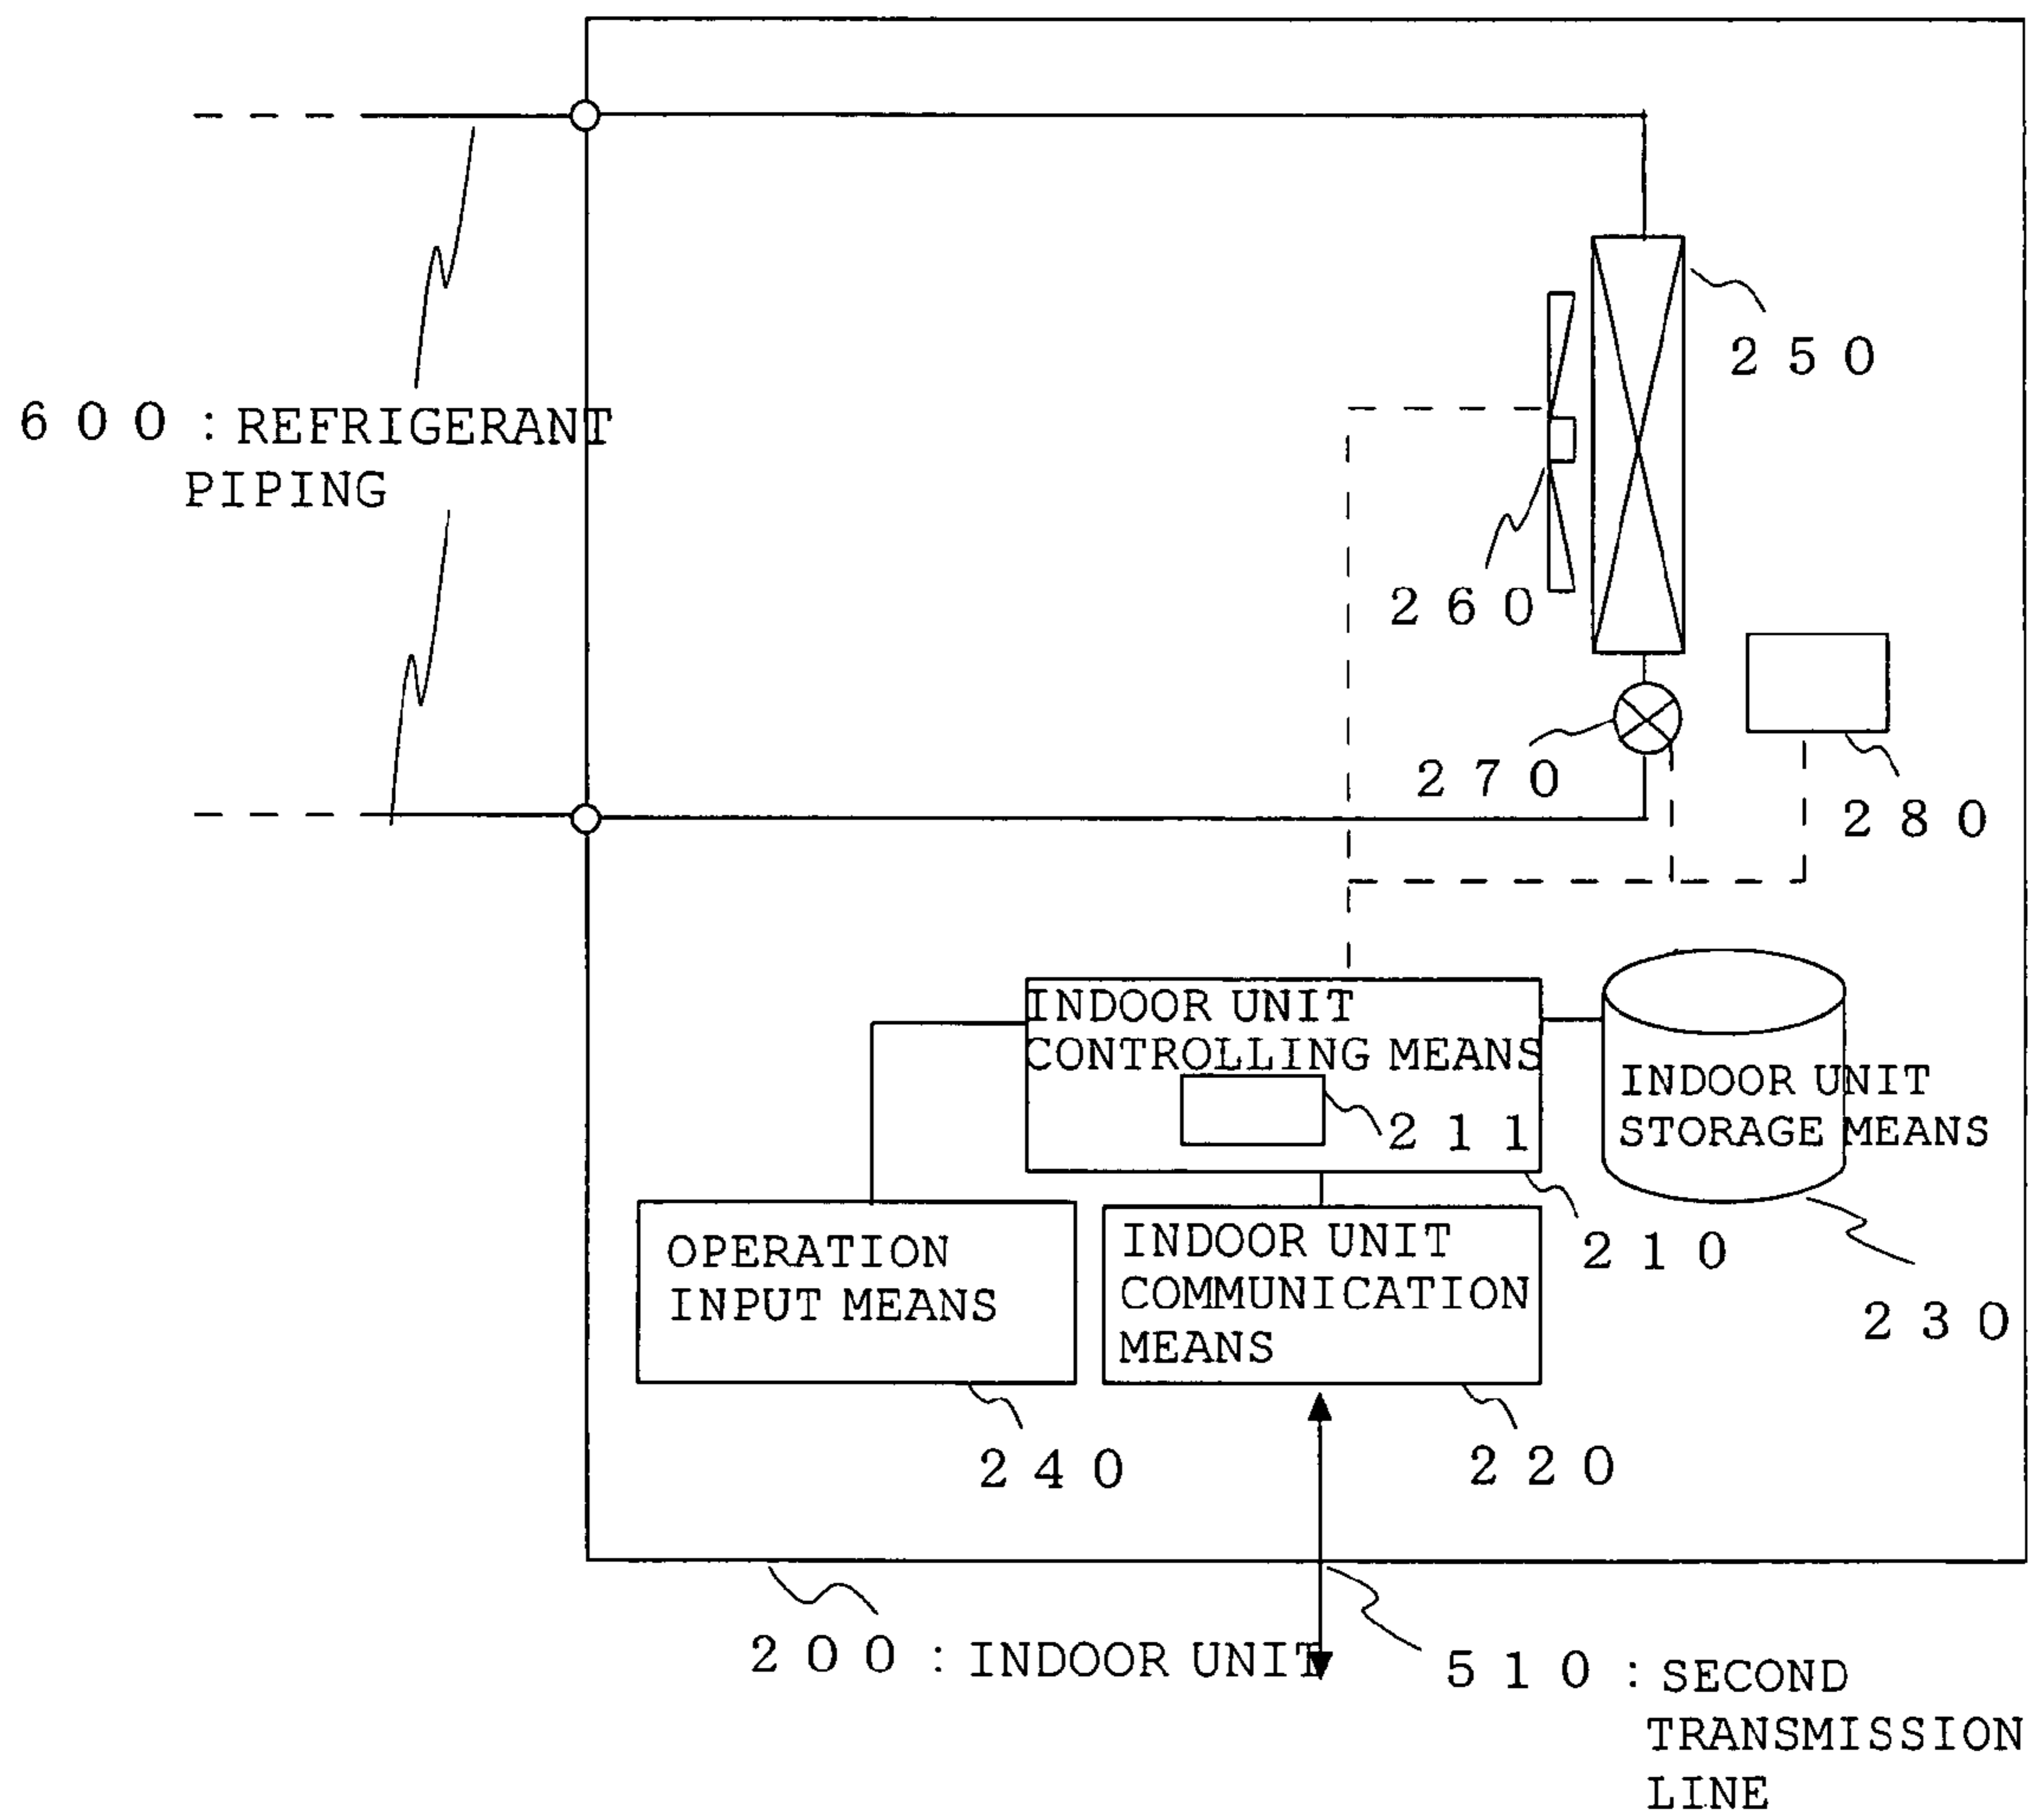 600 : REFRIGERANT
PIPING
250
260
270
280
INDOOR UNIT
CONTROLLING MEANS
211
INDOOR UNIT
STORAGE MEANS
210
230
OPERATION
INPUT MEANS
INDOOR UNIT
COMMUNICATION
MEANS
240
220
200 : INDOOR UNIT
510 : SECOND
TRANSMISSION
LINE